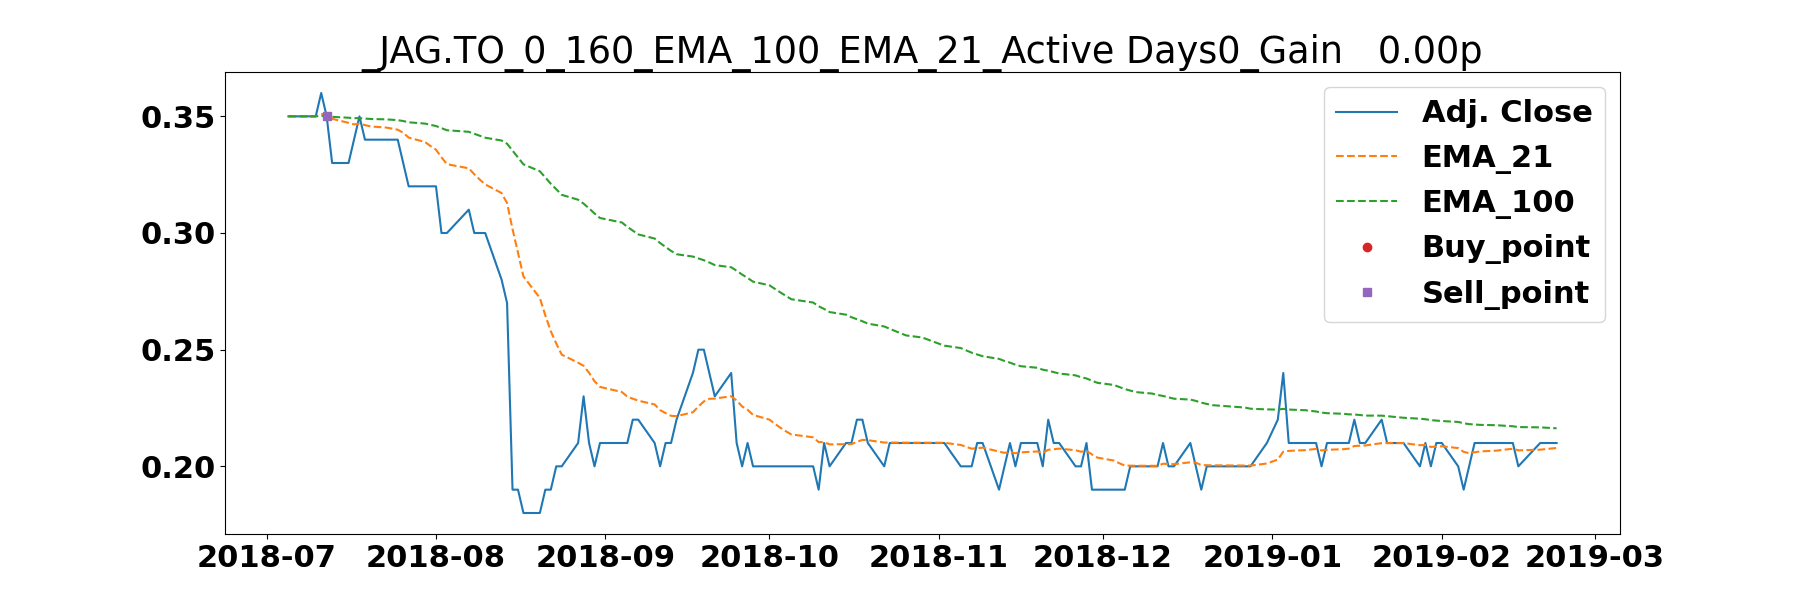 _JAG.TO_0_160_EMA_100_EMA_21_Active Days0_Gain   0.00p
0.35
0.30
0.25
0.20
Adj. Close
EMA_21
EMA_100
Buy_point
Sell_point
2018-07 2018-08 2018-09 2018-10 2018-11 2018-12 2019-01 2019-02 2019-03